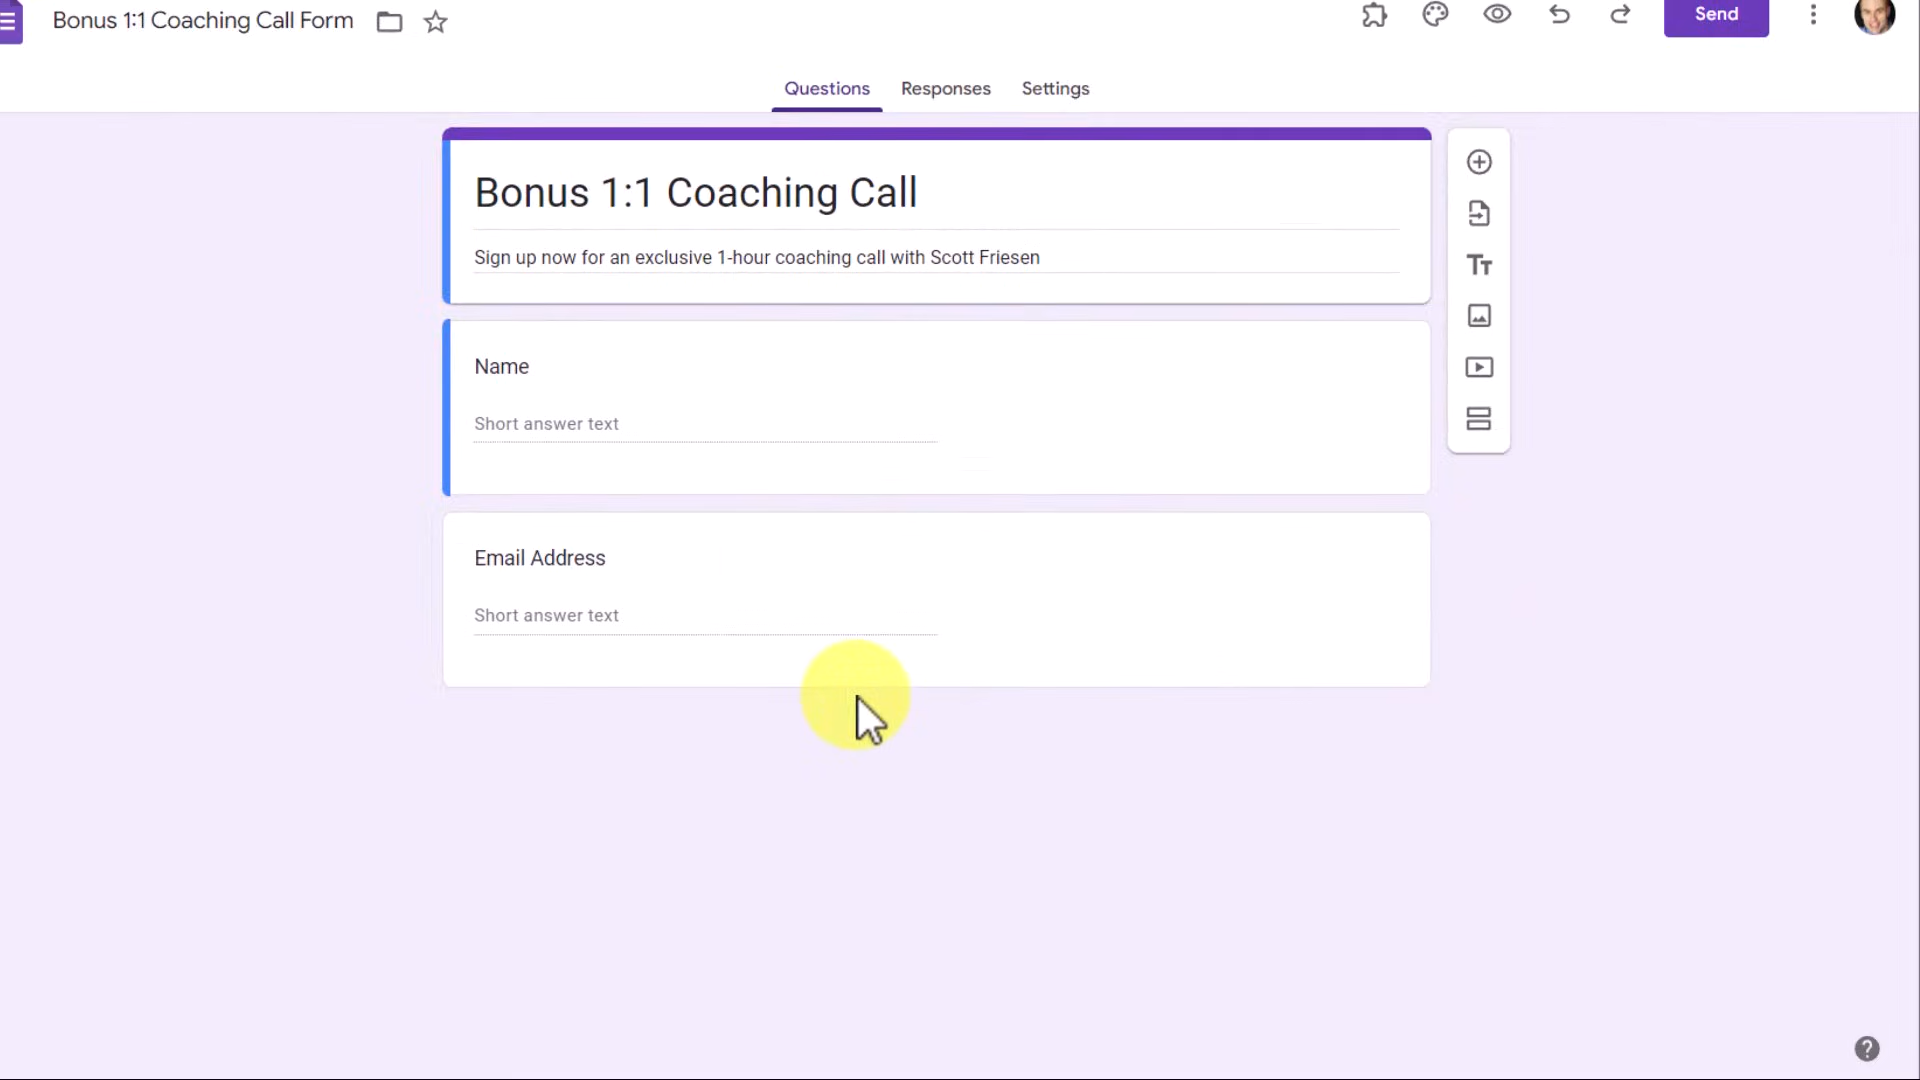 Bonus 1:1 Coaching Call Form
Send
Questions Responses Settings
Bonus 1:1 Coaching Call
Sign up now for an exclusive 1-hour coaching call with Scott Friesen
Name
Short answer text
Email Address
Short answer text